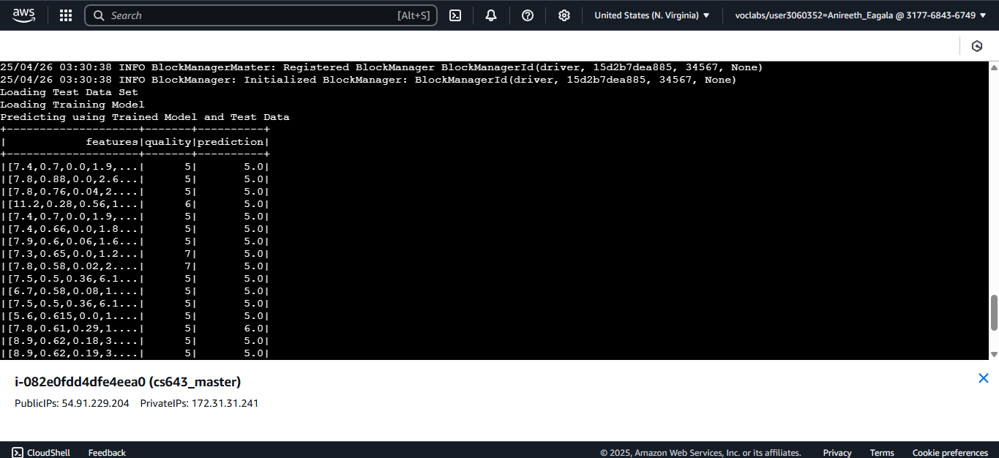 aws Search [Alt+S] United States (N. Virginia) voclabs/user3060352=Anireeth_Eagala @ 3177-6843-6749
25/04/26 03:30:38 INFO BlockManagerMaster: Registered BlockManager BlockManagerId(driver, 15d2b7dea885, 34567, None)
25/04/26 03:30:38 INFO BlockManager: Initialized BlockManager: BlockManagerId(driver, 15d2b7dea885, 34567, None)
Loading Test Data Set
Loading Training Model
Predicting using Trained Model and Test Data
+--------------------+-------+----------+
|            features|quality|prediction|
+--------------------+-------+----------+
|[7.4,0.7,0.0,1.9,...|      5|       5.0|
|[7.8,0.88,0.0,2.6...|      5|       5.0|
|[7.8,0.76,0.04,2....|      5|       5.0|
|[11.2,0.28,0.56,1...|      6|       5.0|
|[7.4,0.7,0.0,1.9,...|      5|       5.0|
|[7.4,0.66,0.0,1.8...|      5|       5.0|
|[7.9,0.6,0.06,1.6...|      5|       5.0|
|[7.3,0.65,0.0,1.2...|      7|       5.0|
|[7.8,0.58,0.02,2....|      7|       5.0|
|[7.5,0.5,0.36,6.1...|      5|       5.0|
|[6.7,0.58,0.08,1....|      5|       5.0|
|[7.5,0.5,0.36,6.1...|      5|       5.0|
|[5.6,0.615,0.0,1....|      5|       5.0|
|[7.8,0.61,0.29,1....|      5|       6.0|
|[8.9,0.62,0.18,3....|      5|       5.0|
|[8.9,0.62,0.19,3....|      5|       5.0|
i-082e0fdd4dfe4eea0 (cs643_master)
PublicIPs: 54.91.229.204 PrivateIPs: 172.31.31.241
CloudShell Feedback © 2025, Amazon Web Services, Inc. or its affiliates. Privacy Terms Cookie preferences